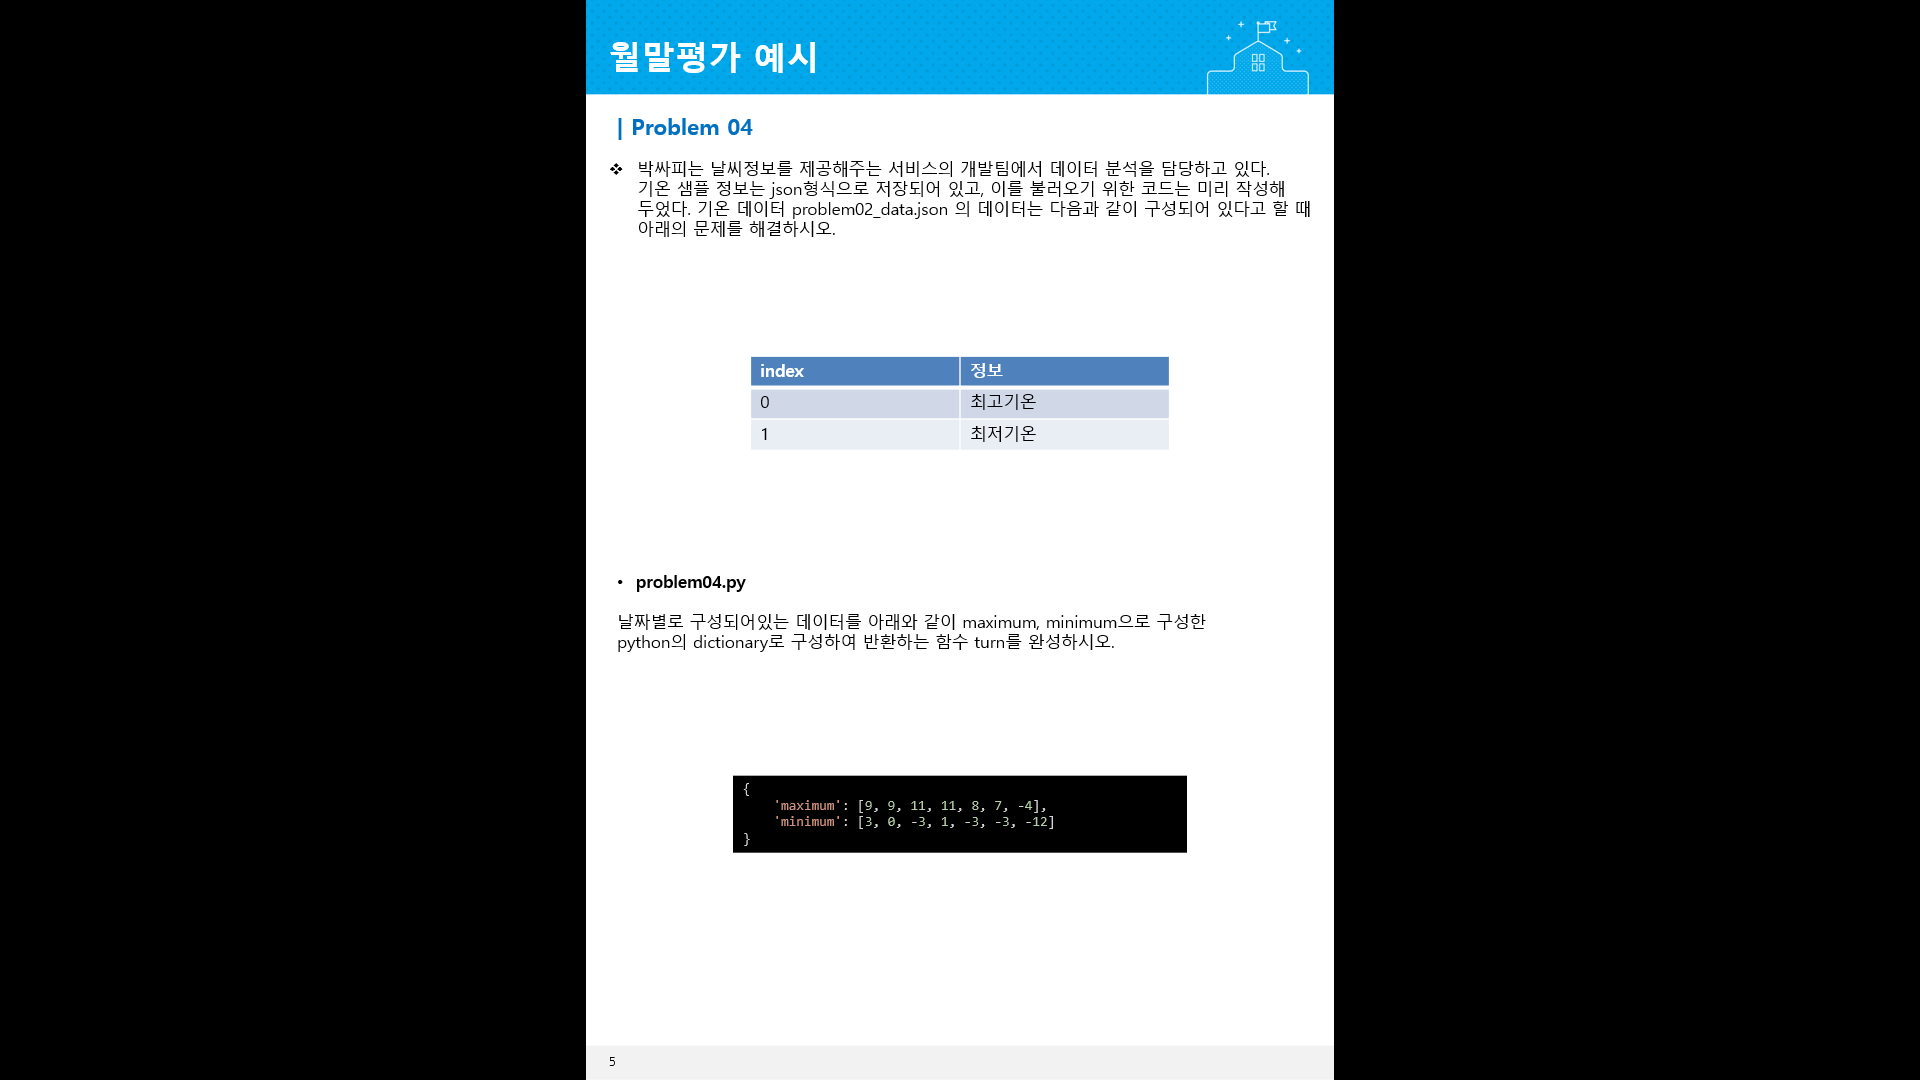 월말평가 예시
| Problem 04
❖ 박싸피는 날씨정보를 제공해주는 서비스의 개발팀에서 데이터 분석을 담당하고 있다.
기온 샘플 정보는 json형식으로 저장되어 있고, 이를 불러오기 위한 코드는 미리 작성해
두었다. 기온 데이터 problem02_data.json 의 데이터는 다음과 같이 구성되어 있다고 할 때
아래의 문제를 해결하시오.
index 정보
0 최고기온
1 최저기온
• problem04.py
날짜별로 구성되어있는 데이터를 아래와 같이 maximum, minimum으로 구성한
python의 dictionary로 구성하여 반환하는 함수 turn를 완성하시오.
{
'maximum': [9, 9, 11, 11, 8, 7, -4],
'minimum': [3, 0, -3, 1, -3, -3, -12]
}
5